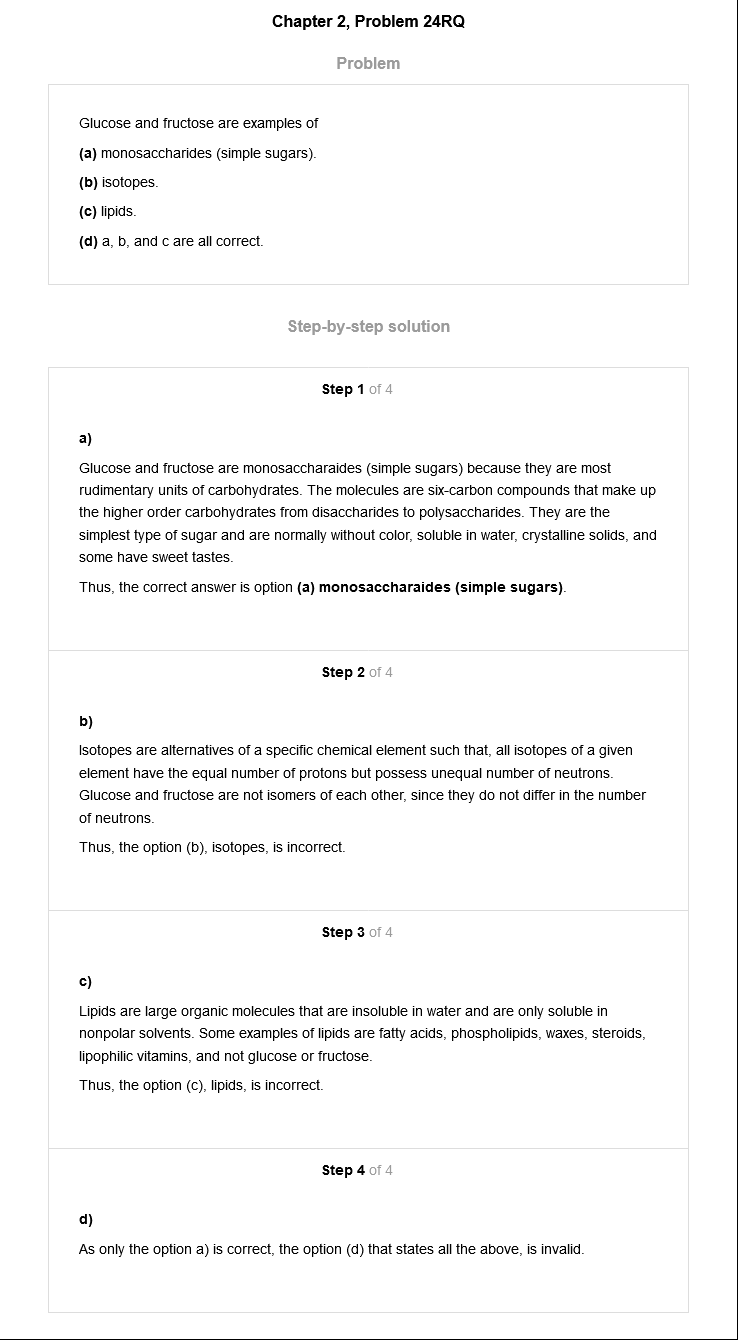 Chapter 2, Problem 24RQ
Problem
Glucose and fructose are examples of
(a) monosaccharides (simple sugars).
(b) isotopes.
(c) lipids.
(d) a, b, and c are all correct.
Step-by-step solution
Step 1 of 4
a)
Glucose and fructose are monosaccharaides (simple sugars) because they are most
rudimentary units of carbohydrates. The molecules are six-carbon compounds that make up
the higher order carbohydrates from disaccharides to polysaccharides. They are the
simplest type of sugar and are normally without color, soluble in water, crystalline solids, and
some have sweet tastes.
Thus, the correct answer is option (a) monosaccharaides (simple sugars).
Step 2 of 4
b)
Isotopes are alternatives of a specific chemical element such that, all isotopes of a given
element have the equal number of protons but possess unequal number of neutrons.
Glucose and fructose are not isomers of each other, since they do not differ in the number
of neutrons.
Thus, the option (b), isotopes, is incorrect.
Step 3 of 4
c)
Lipids are large organic molecules that are insoluble in water and are only soluble in
nonpolar solvents. Some examples of lipids are fatty acids, phospholipids, waxes, steroids,
lipophilic vitamins, and not glucose or fructose.
Thus, the option (c), lipids, is incorrect.
Step 4 of 4
d)
As only the option a) is correct, the option (d) that states all the above, is invalid.